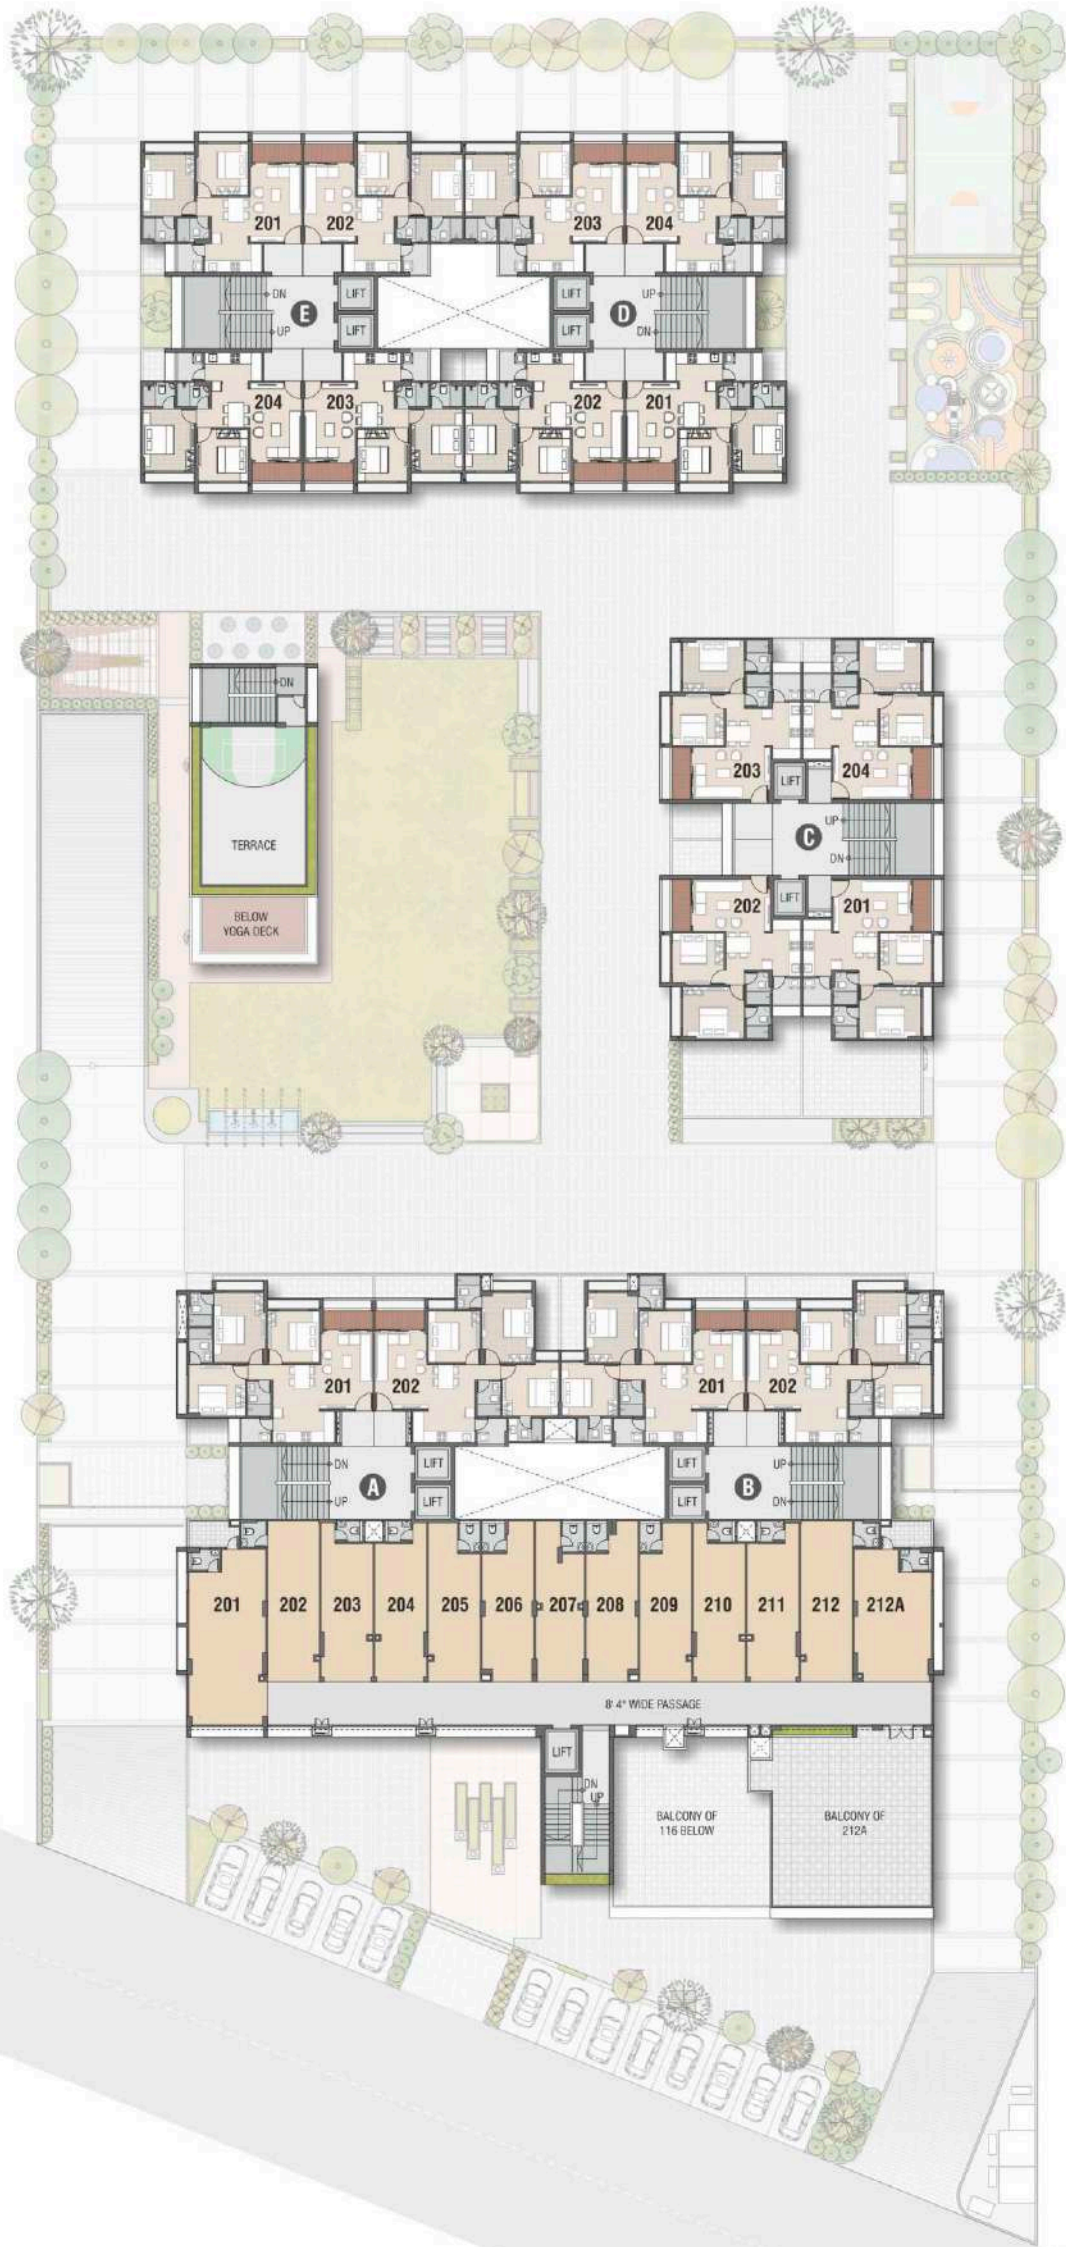 201
202
203
204
DN
UP
E
LIFT
LIFT
LIFT
LIFT
D
UP
DN
204
203
202
201
DN
TERRACE
BELOW
YOGA DECK
203
LIFT
204
UP
C
DN
202
LIFT
201
201
202
201
202
DN
UP
A
LIFT
LIFT
LIFT
LIFT
B
UP
DN
201
202
203
204
205
206
207
208
209
210
211
212
212A
8' 4" WIDE PASSAGE
LIFT
DN
UP
BALCONY OF
116 BELOW
BALCONY OF
212A